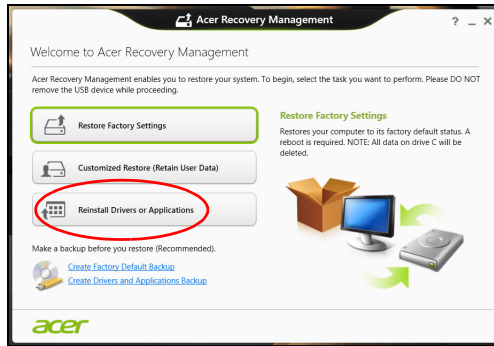 Acer Recovery Management
? _ ×
Welcome to Acer Recovery Management
Acer Recovery Management enables you to restore your system. To begin, select the task you want to perform. Please DO NOT
remove the USB device while proceeding.
Restore Factory Settings
Customized Restore (Retain User Data)
Reinstall Drivers or Applications
Restore Factory Settings
Restores your computer to its factory default status. A
reboot is required. NOTE: All data on drive C will be
deleted.
Make a backup before you restore (Recommended).
Create Factory Default Backup
Create Drivers and Applications Backup
acer